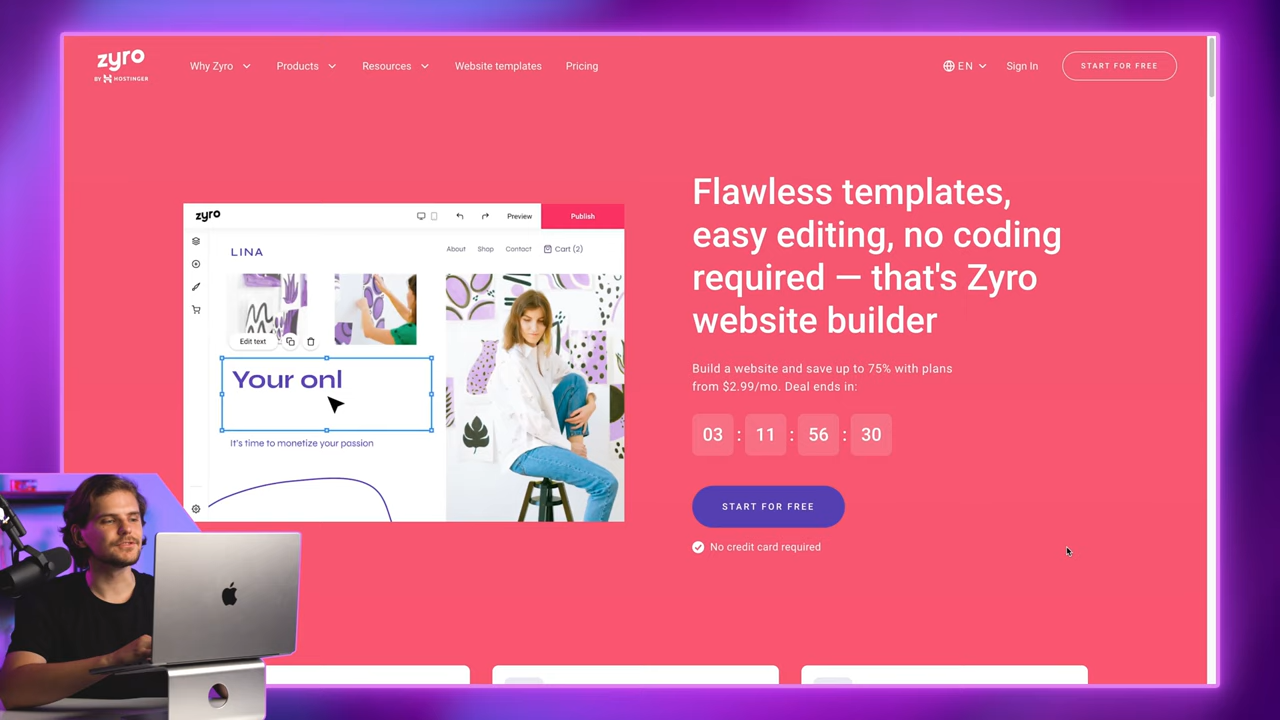 zyro
BY HOSTINGER
Why Zyro
Products
Resources
Website templates
Pricing
EN
Sign In
START FOR FREE
zyro
Preview
Publish
LINA
About
Shop
Contact
Cart (2)
Edit text
Your onl
It's time to monetize your passion
Flawless templates,
easy editing, no coding
required — that's Zyro
website builder
Build a website and save up to 75% with plans
from $2.99/mo. Deal ends in:
03 : 11 : 56 : 30
START FOR FREE
No credit card required